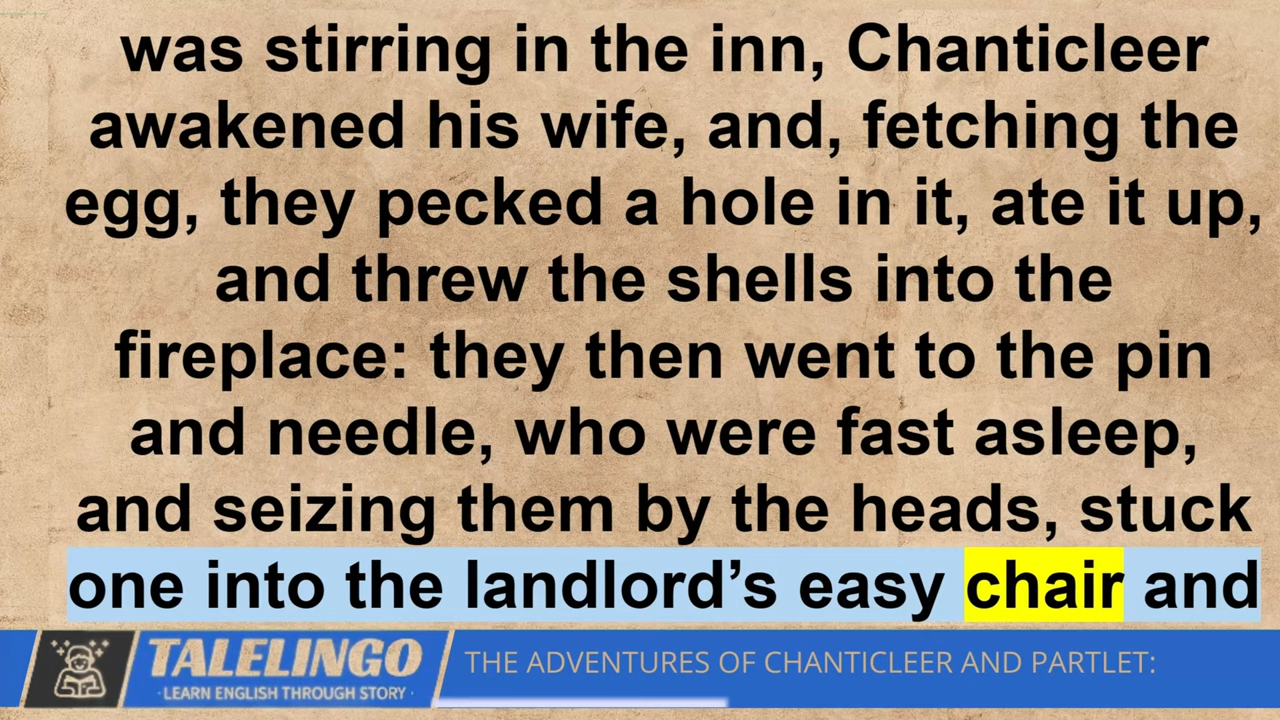 was stirring in the inn, Chanticleer
awakened his wife, and, fetching the
egg, they pecked a hole in it, ate it up,
and threw the shells into the
fireplace: they then went to the pin
and needle, who were fast asleep,
and seizing them by the heads, stuck
one into the landlord’s easy chair and
TALELINGO
· LEARN ENGLISH THROUGH STORY ·
THE ADVENTURES OF CHANTICLEER AND PARTLET: